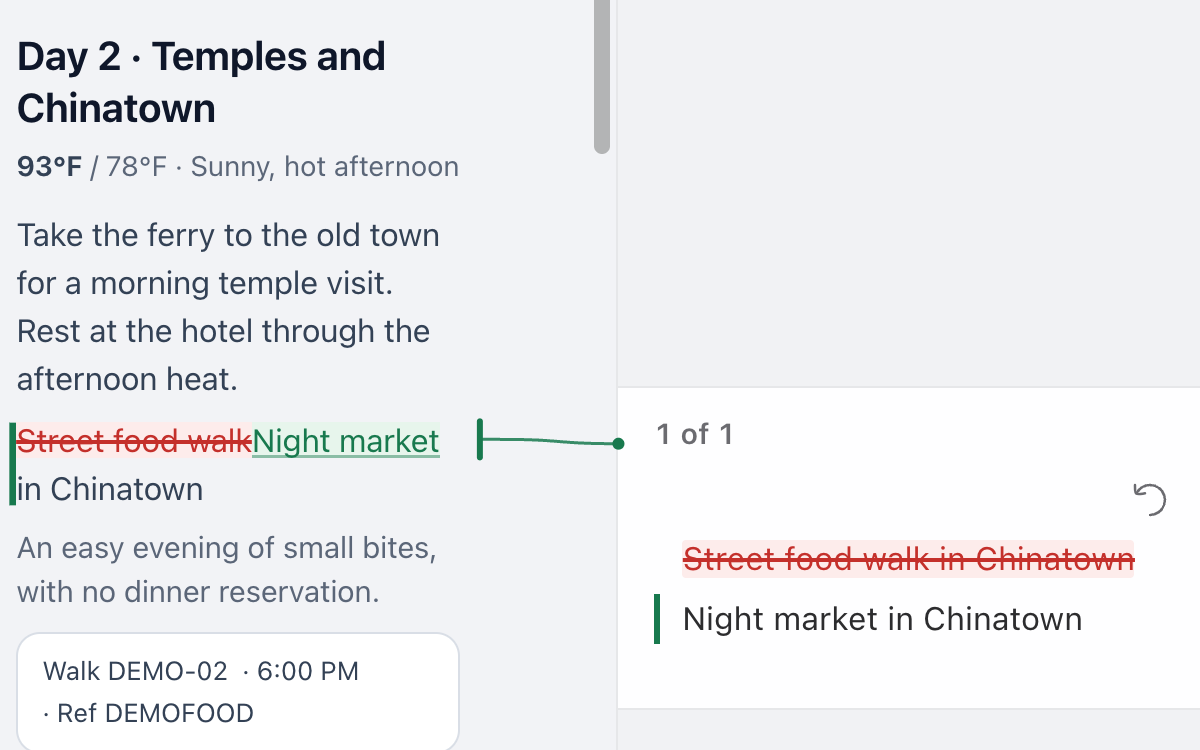 Day 2 · Temples and
Chinatown
93°F / 78°F · Sunny, hot afternoon
Take the ferry to the old town
for a morning temple visit.
Rest at the hotel through the
afternoon heat.
Street food walkNight market
in Chinatown
An easy evening of small bites,
with no dinner reservation.
Walk DEMO-02 · 6:00 PM
· Ref DEMOFOOD
1 of 1
Street food walk in Chinatown
Night market in Chinatown